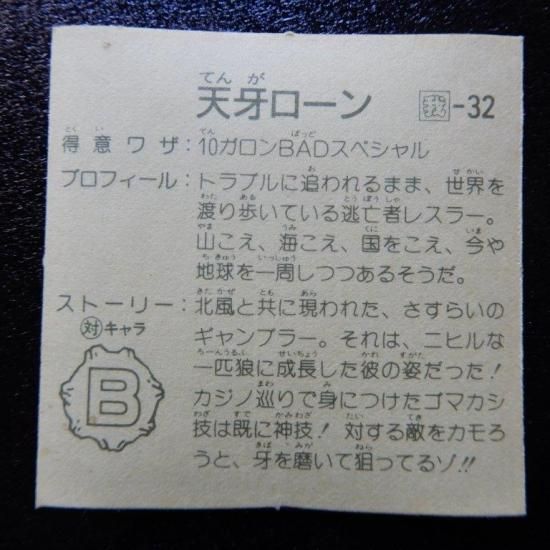 天牙ローン -32
得意ワザ:10ガロンBADスペシャル
プロフィール:トラブルに追われるまま、世界を
渡り歩いている逃亡者レスラー。
山こえ、海こえ、国をこえ、今や
地球を一周しつつあるそうだ。
ストーリー:北風と共に現われた、さすらいの
対キャラ ギャンブラー。それは、ニヒルな
一匹狼に成長した彼の姿だった!
カジノ巡りで身につけたゴマカシ
技は既に神技! 対する敵をカモろ
うと、牙を磨いて狙ってるゾ!!
B